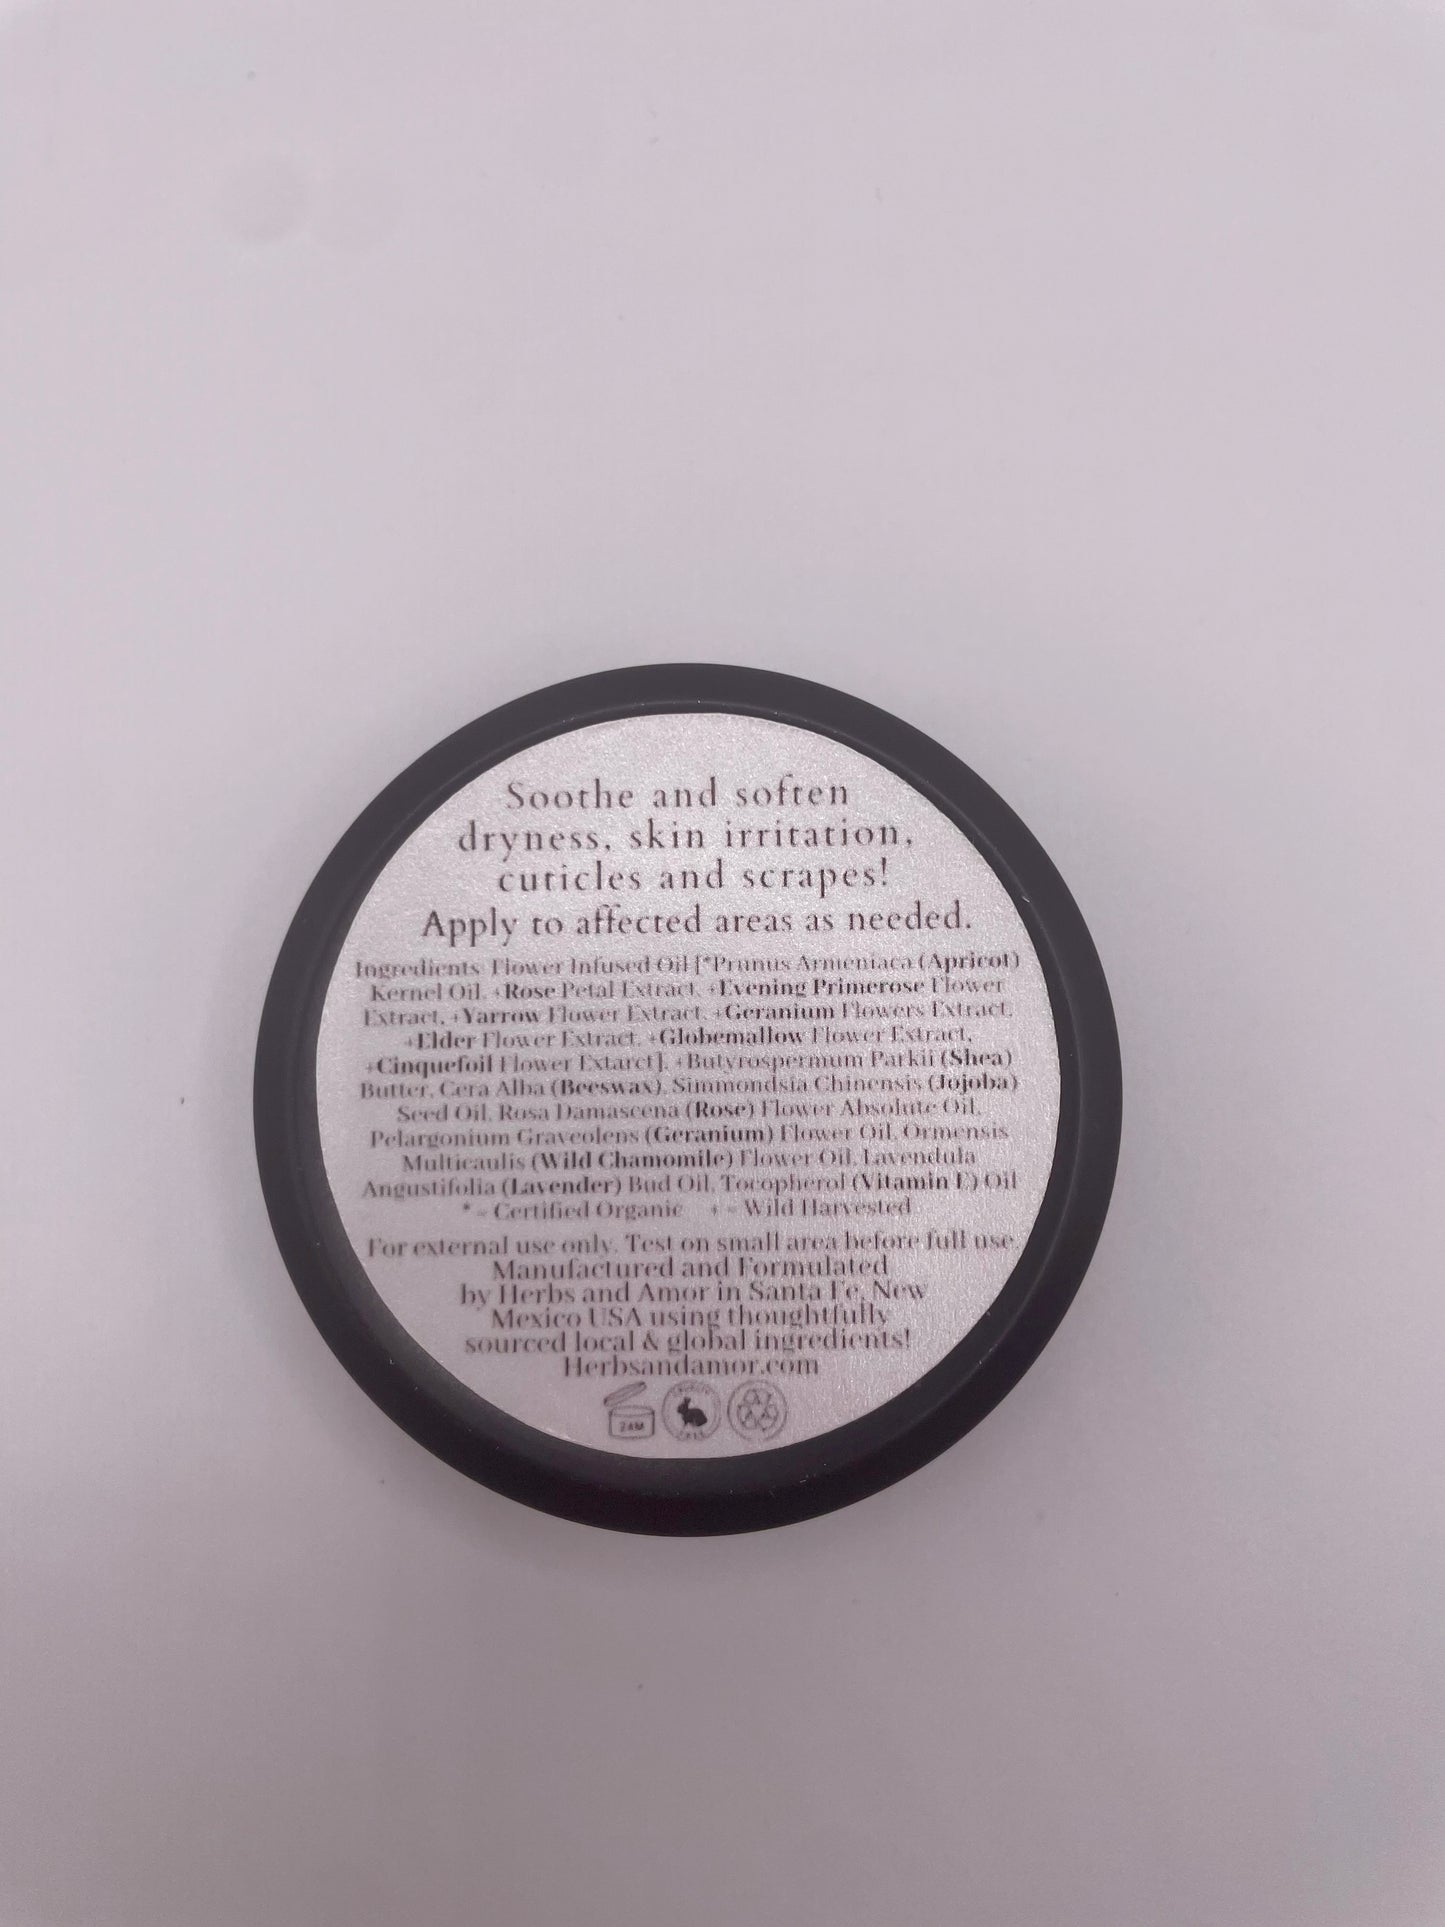 Soothe and soften
dryness, skin irritation,
cuticles and scrapes!
Apply to affected areas as needed.
Ingredients: Flower Infused Oil [*Prunus Armeniaca (Apricot)
Kernel Oil, +Rose Petal Extract, +Evening Primerose Flower
Extract, +Yarrow Flower Extract, +Geranium Flowers Extract,
+Elder Flower Extract, +Globemallow Flower Extract,
+Cinquefoil Flower Extarct], +Butyrospermum Parkii (Shea)
Butter, Cera Alba (Beeswax), Simmondsia Chinensis (Jojoba)
Seed Oil, Rosa Damascena (Rose) Flower Absolute Oil,
Pelargonium Graveolens (Geranium) Flower Oil, Ormensis
Multicaulis (Wild Chamomile) Flower Oil, Lavendula
Angustifolia (Lavender) Bud Oil, Tocopherol (Vitamin E) Oil
* = Certified Organic + = Wild Harvested
For external use only. Test on small area before full use.
Manufactured and Formulated
by Herbs and Amor in Santa Fe, New
Mexico USA using thoughtfully
sourced local & global ingredients!
Herbsandamor.com
24M CRUELTY FREE